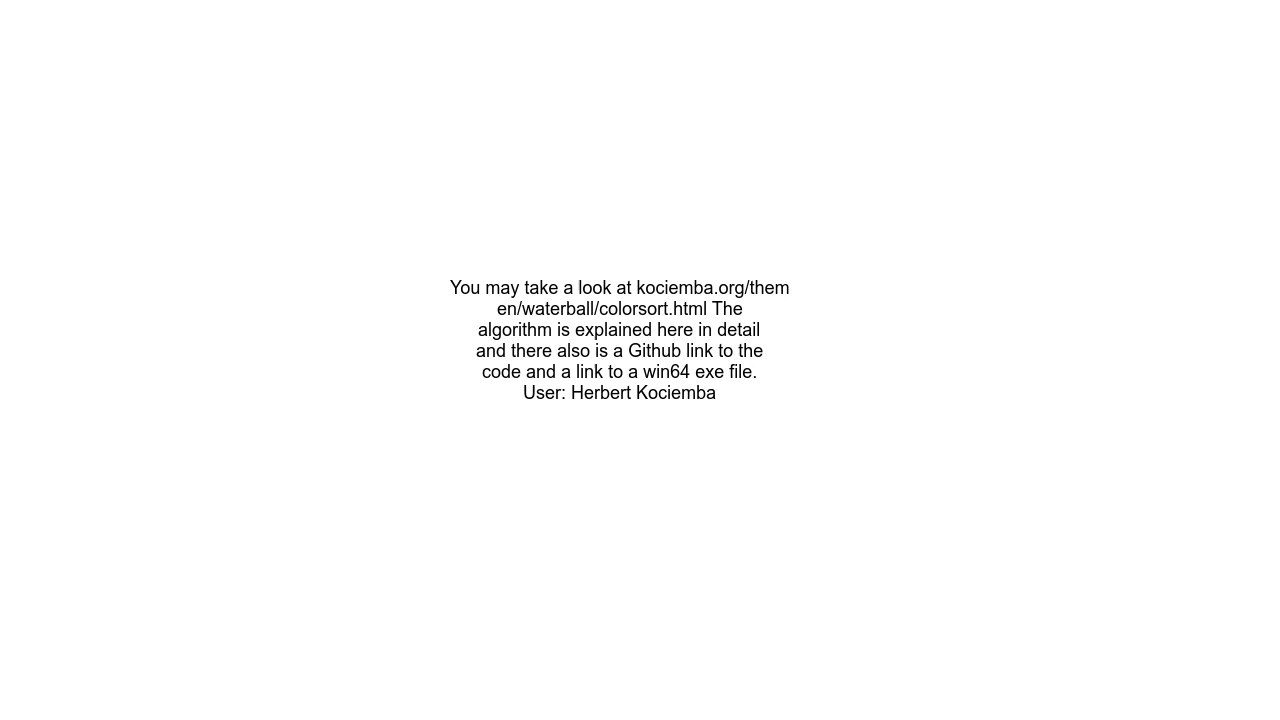 You may take a look at kociemba.org/them
en/waterball/colorsort.html The
algorithm is explained here in detail
and there also is a Github link to the
code and a link to a win64 exe file.
User: Herbert Kociemba